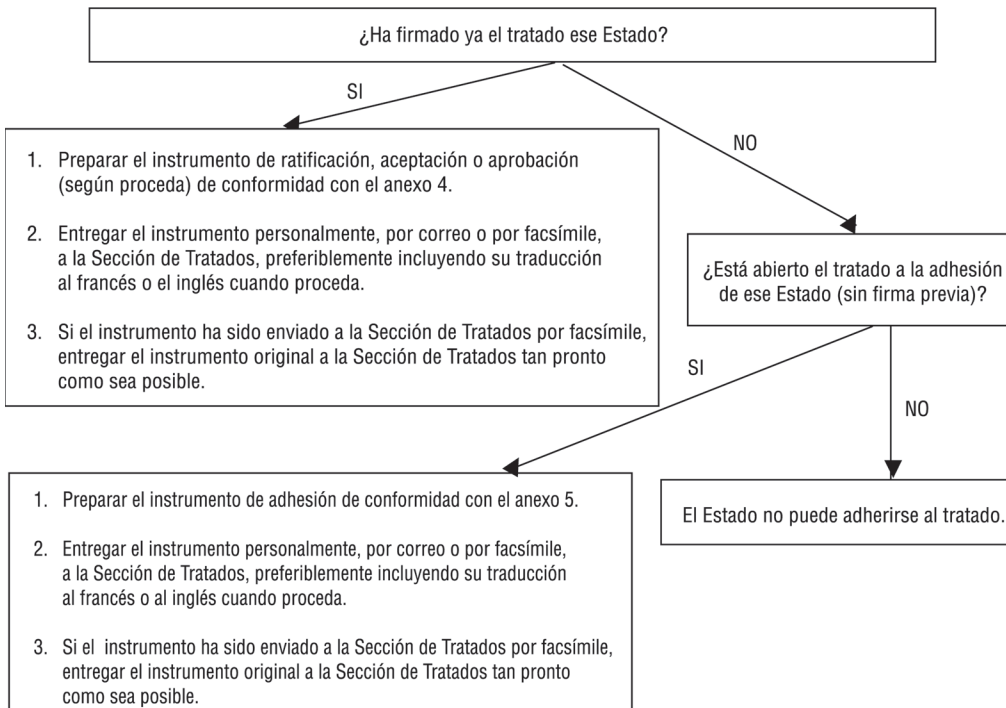 ¿Ha firmado ya el tratado ese Estado?
SI
NO
1. Preparar el instrumento de ratificación, aceptación o aprobación
(según proceda) de conformidad con el anexo 4.
2. Entregar el instrumento personalmente, por correo o por facsímile,
a la Sección de Tratados, preferiblemente incluyendo su traducción
al francés o el inglés cuando proceda.
3. Si el instrumento ha sido enviado a la Sección de Tratados por facsímile,
entregar el instrumento original a la Sección de Tratados tan pronto
como sea posible.
¿Está abierto el tratado a la adhesión
de ese Estado (sin firma previa)?
SI
NO
1. Preparar el instrumento de adhesión de conformidad con el anexo 5.
2. Entregar el instrumento personalmente, por correo o por facsímile,
a la Sección de Tratados, preferiblemente incluyendo su traducción
al francés o al inglés cuando proceda.
3. Si el instrumento ha sido enviado a la Sección de Tratados por facsímile,
entregar el instrumento original a la Sección de Tratados tan pronto
como sea posible.
El Estado no puede adherirse al tratado.